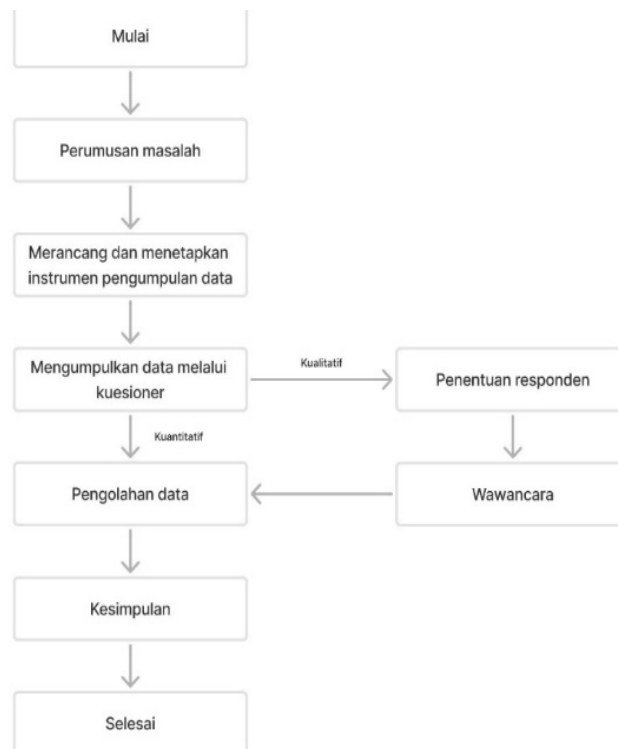 Mulai
Perumusan masalah
Merancang dan menetapkan
instrumen pengumpulan data
Mengumpulkan data melalui
kuesioner
Kualitatif
Penentuan responden
Kuantitatif
Pengolahan data
Wawancara
Kesimpulan
Selesai